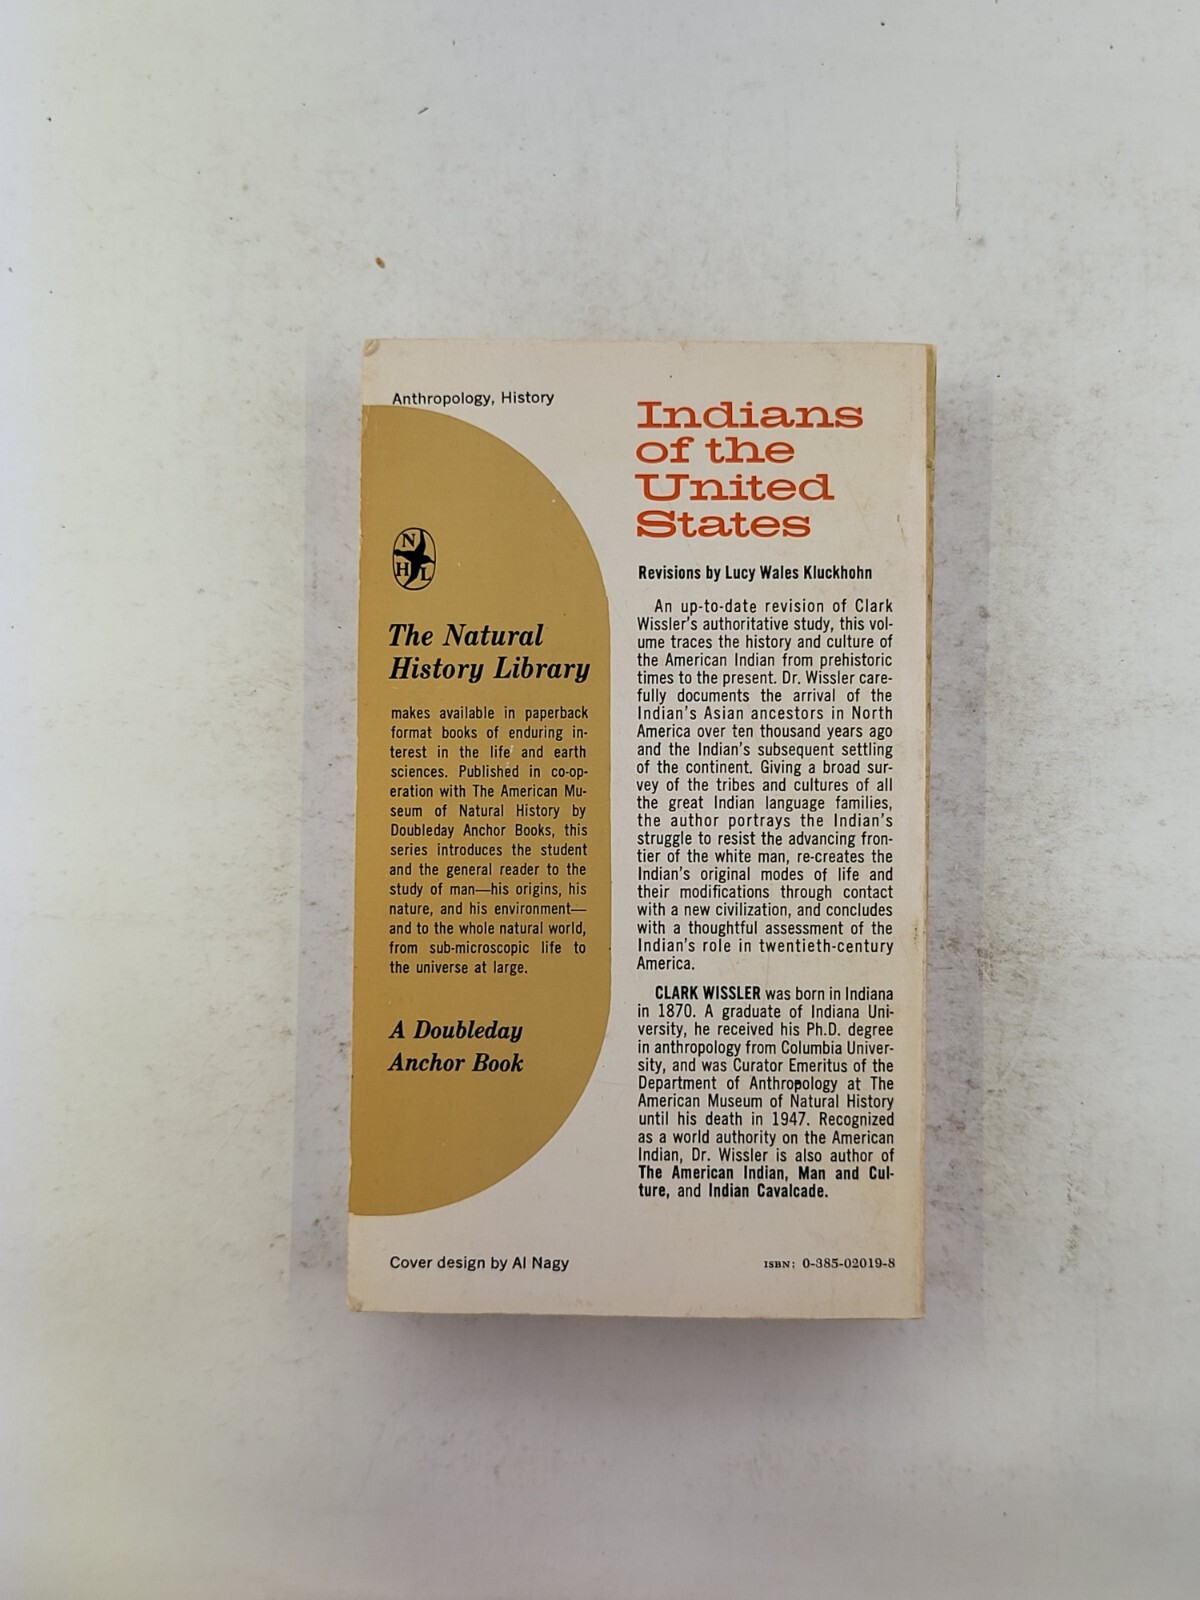 Anthropology, History
N
H L
The Natural
History Library
makes available in paperback
format books of enduring in-
terest in the life and earth
sciences. Published in co-op-
eration with The American Mu-
seum of Natural History by
Doubleday Anchor Books, this
series introduces the student
and the general reader to the
study of man—his origins, his
nature, and his environment—
and to the whole natural world,
from sub-microscopic life to
the universe at large.
A Doubleday
Anchor Book
Cover design by Al Nagy
Indians
of the
United
States
Revisions by Lucy Wales Kluckhohn
An up-to-date revision of Clark
Wissler's authoritative study, this vol-
ume traces the history and culture of
the American Indian from prehistoric
times to the present. Dr. Wissler care-
fully documents the arrival of the
Indian's Asian ancestors in North
America over ten thousand years ago
and the Indian's subsequent settling
of the continent. Giving a broad sur-
vey of the tribes and cultures of all
the great Indian language families,
the author portrays the Indian's
struggle to resist the advancing fron-
tier of the white man, re-creates the
Indian's original modes of life and
their modifications through contact
with a new civilization, and concludes
with a thoughtful assessment of the
Indian's role in twentieth-century
America.
CLARK WISSLER was born in Indiana
in 1870. A graduate of Indiana Uni-
versity, he received his Ph.D. degree
in anthropology from Columbia Univer-
sity, and was Curator Emeritus of the
Department of Anthropology at The
American Museum of Natural History
until his death in 1947. Recognized
as a world authority on the American
Indian, Dr. Wissler is also author of
The American Indian, Man and Cul-
ture, and Indian Cavalcade.
ISBN: 0-385-02019-8